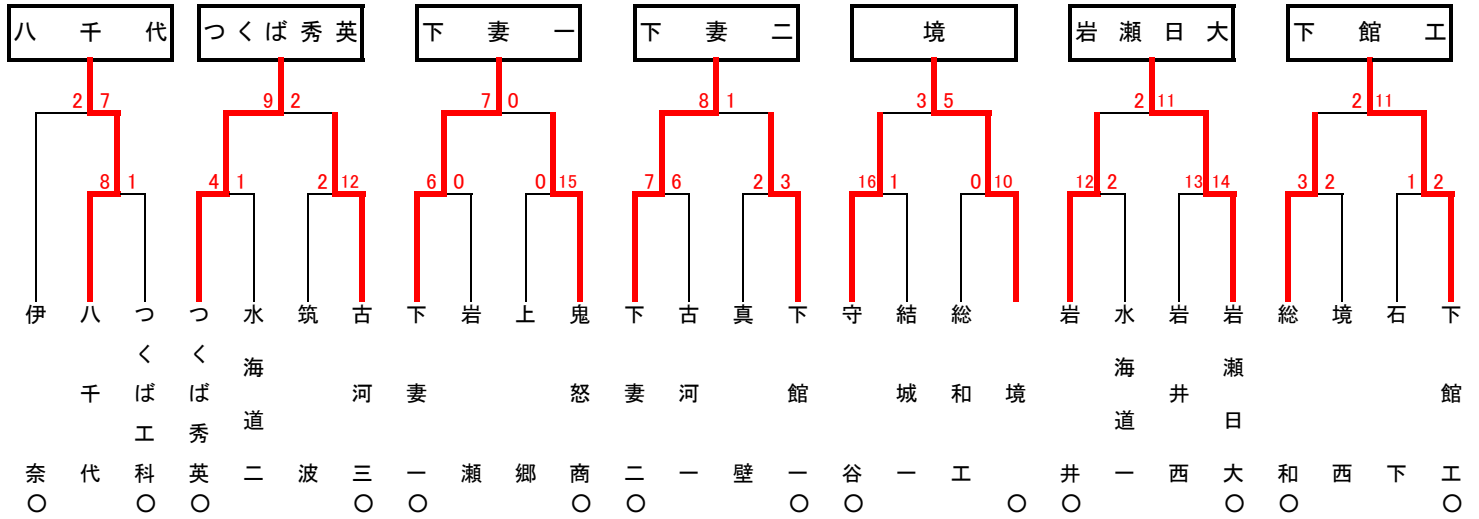 八千代 つくば秀英 下妻一 下妻二 境 岩瀬日大 下館工
2 7 9 2 7 0 8 1 3 5 2 11 2 11
8 1 4 1 2 12 6 0 0 15 7 6 2 3 16 1 0 10 12 2 13 14 3 2 1 2
伊奈○
八千代
つくば工科○
つくば秀英○
水海道二
筑波
古河三○
下妻一○
岩瀬
上郷
鬼怒商○
下妻二○
古河一
真壁
下館一○
守谷○
結城一
総和工
境○
岩井○
水海道一
岩井西
岩瀬日大○
総和○
境西
石下
下館工○